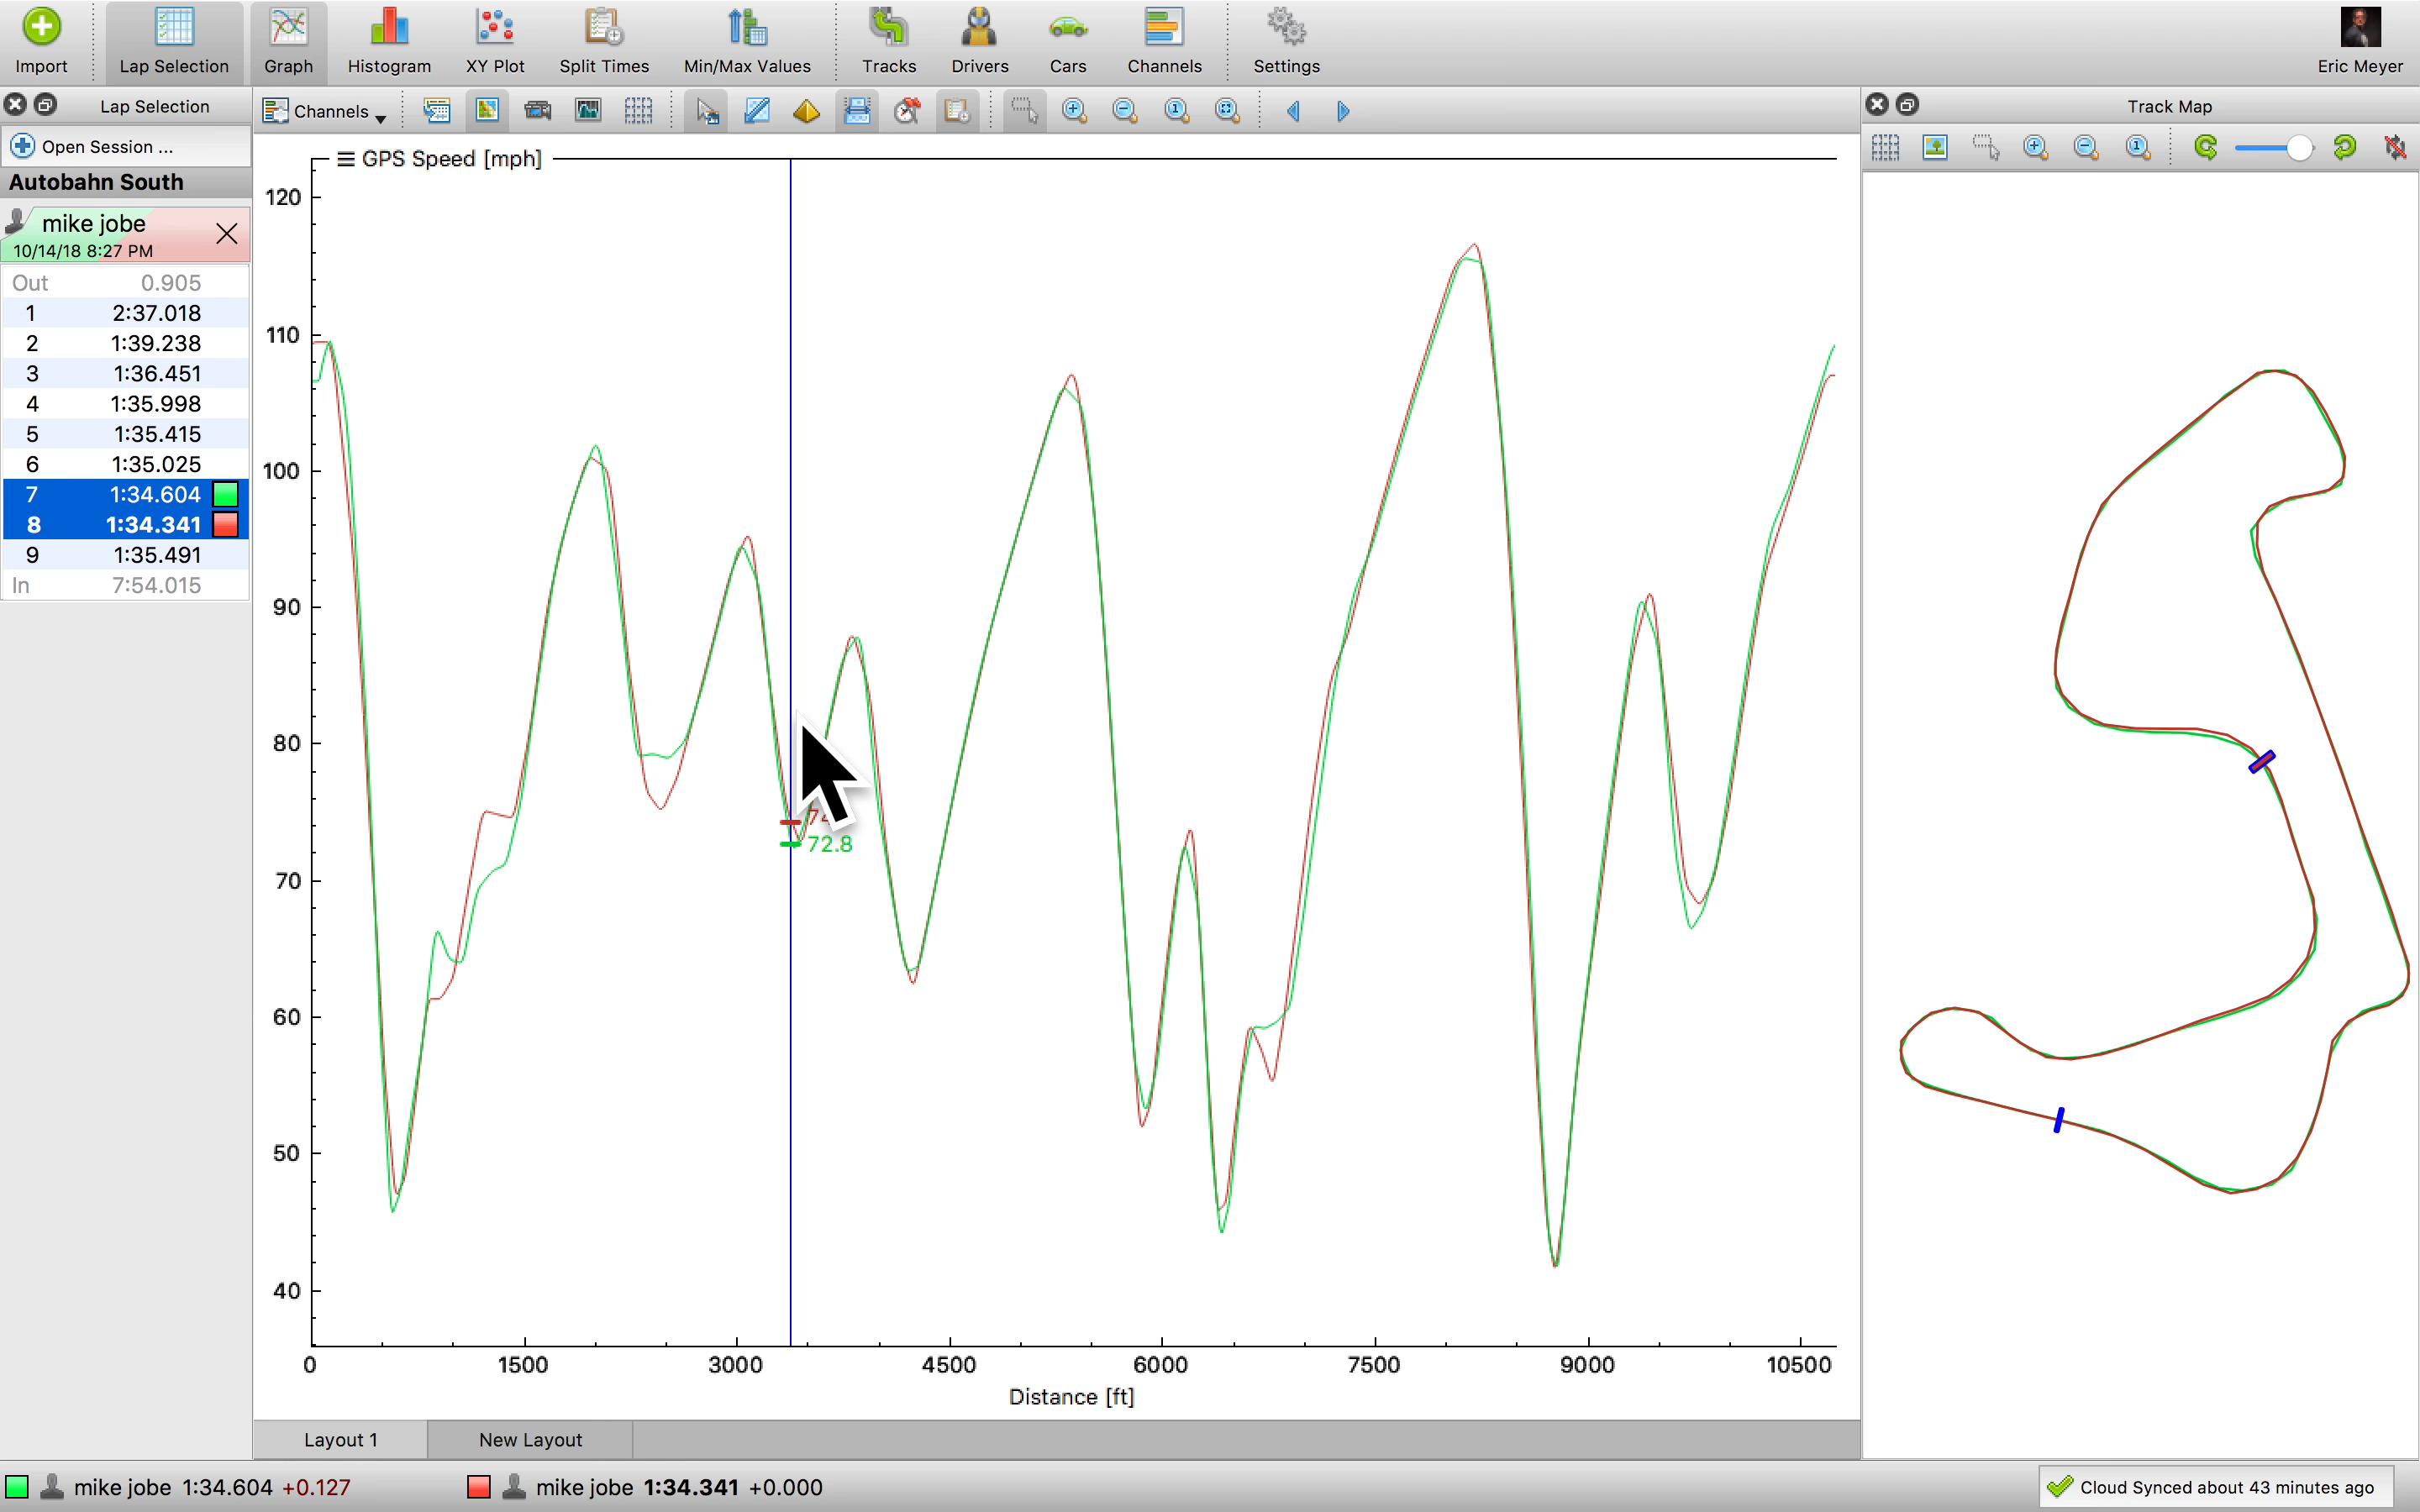 Import
Lap Selection
Graph
Histogram
XY Plot
Split Times
Min/Max Values
Tracks
Drivers
Cars
Channels
Settings
Eric Meyer
Lap Selection
Channels
Track Map
Open Session ...
Autobahn South
mike jobe
10/14/18 8:27 PM
Out 0.905
1 2:37.018
2 1:39.238
3 1:36.451
4 1:35.998
5 1:35.415
6 1:35.025
7 1:34.604
8 1:34.341
9 1:35.491
In 7:54.015
GPS Speed [mph]
120
110
100
90
80
70
60
50
40
72.8
0 1500 3000 4500 6000 7500 9000 10500
Distance [ft]
Layout 1
New Layout
mike jobe 1:34.604 +0.127
mike jobe 1:34.341 +0.000
Cloud Synced about 43 minutes ago